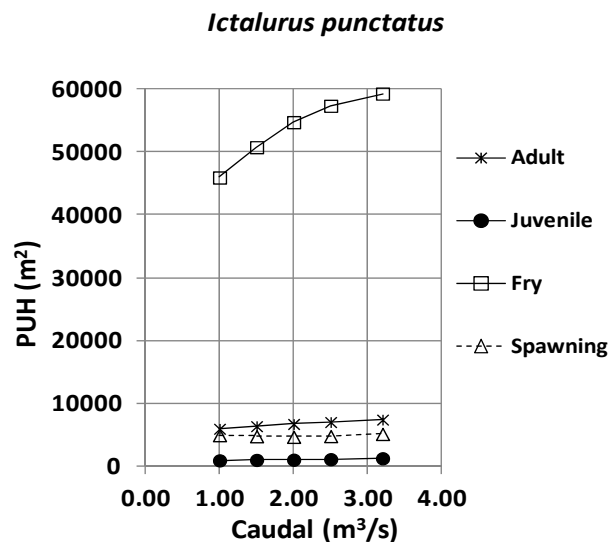 Ictalurus punctatus
60000
50000
40000
30000
20000
10000
0
PUH (m²)
0.00 1.00 2.00 3.00 4.00
Caudal (m³/s)
Adult
Juvenile
Fry
Spawning